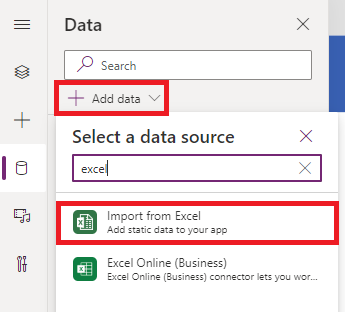 Data
Search
Add data
Select a data source
excel
Import from Excel
Add static data to your app
Excel Online (Business)
Excel Online (Business) connector lets you wor...